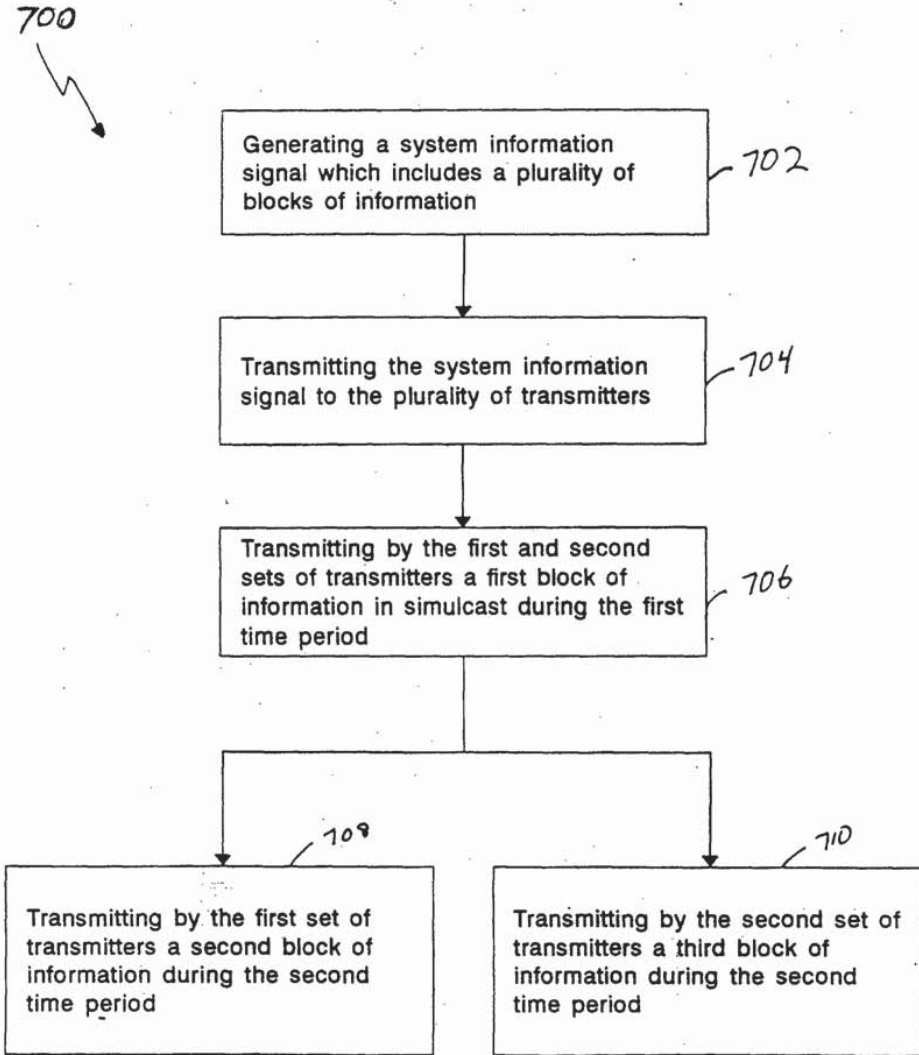 700
Generating a system information
signal which includes a plurality of
blocks of information
702
Transmitting the system information
signal to the plurality of transmitters
704
Transmitting by the first and second
sets of transmitters a first block of
information in simulcast during the first
time period
706
708
Transmitting by the first set of
transmitters a second block of
information during the second
time period
710
Transmitting by the second set of
transmitters a third block of
information during the second
time period